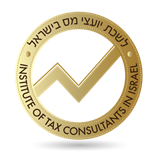 לשכת יועצי מס בישראל
INSTITUTE OF TAX CONSULTANTS IN ISRAEL